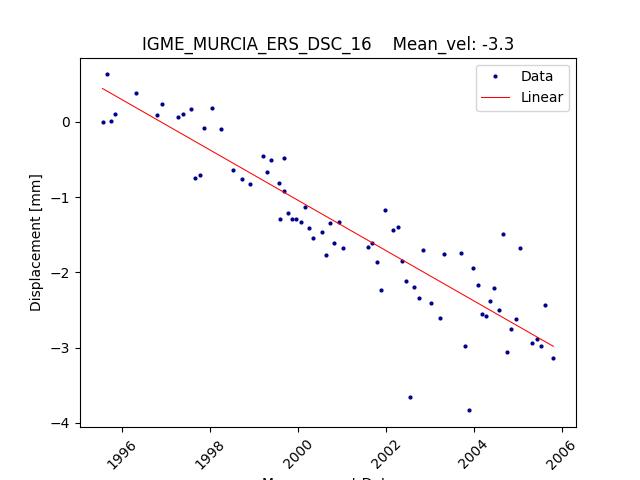 IGME_MURCIA_ERS_DSC_16    Mean_vel: -3.3
Data
Linear
Displacement [mm]
0
−1
−2
−3
−4
1996
1998
2000
2002
2004
2006